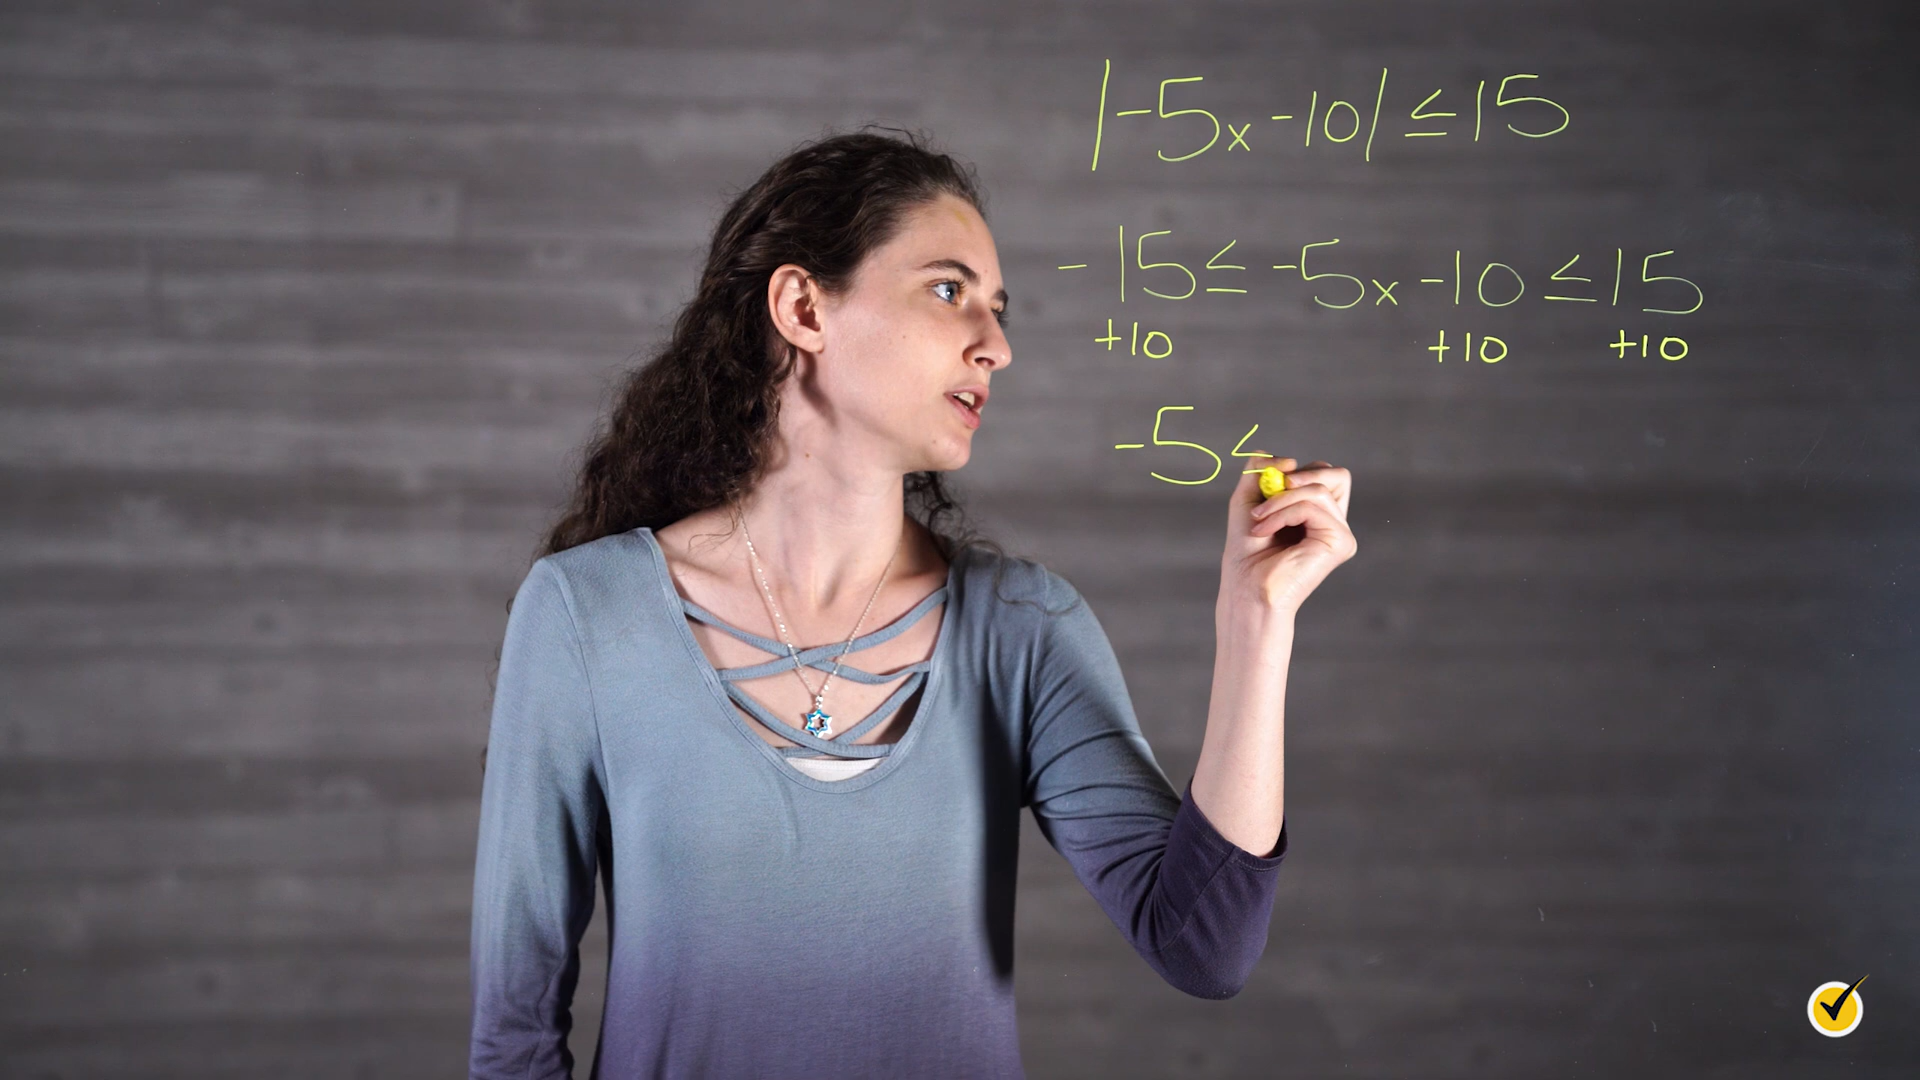 |-5x -10| ≤ 15
-15 ≤ -5x -10 ≤ 15
+10 +10 +10
-5 ≤